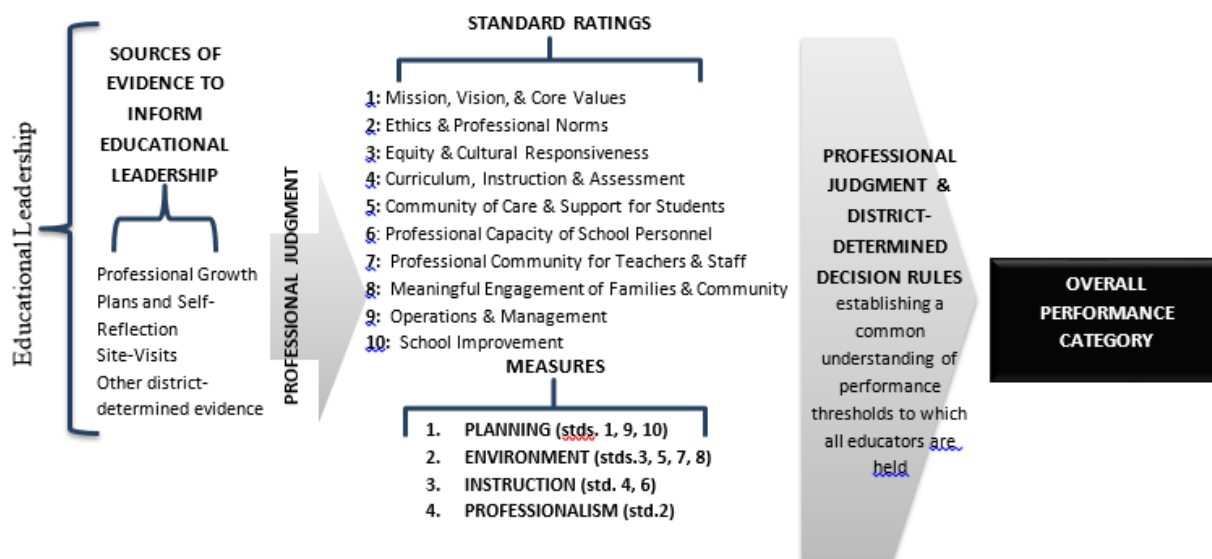 Educational Leadership
SOURCES OF
EVIDENCE TO
INFORM
EDUCATIONAL
LEADERSHIP
Professional Growth
Plans and Self-
Reflection
Site-Visits
Other district-
determined evidence
PROFESSIONAL JUDGMENT
STANDARD RATINGS
1: Mission, Vision, & Core Values
2: Ethics & Professional Norms
3: Equity & Cultural Responsiveness
4: Curriculum, Instruction & Assessment
5: Community of Care & Support for Students
6: Professional Capacity of School Personnel
7: Professional Community for Teachers & Staff
8: Meaningful Engagement of Families & Community
9: Operations & Management
10: School Improvement
MEASURES
1. PLANNING (stds. 1, 9, 10)
2. ENVIRONMENT (stds.3, 5, 7, 8)
3. INSTRUCTION (std. 4, 6)
4. PROFESSIONALISM (std.2)
PROFESSIONAL
JUDGMENT &
DISTRICT-
DETERMINED
DECISION RULES
establishing a
common
understanding of
performance
thresholds to which
all educators are
held
OVERALL
PERFORMANCE
CATEGORY